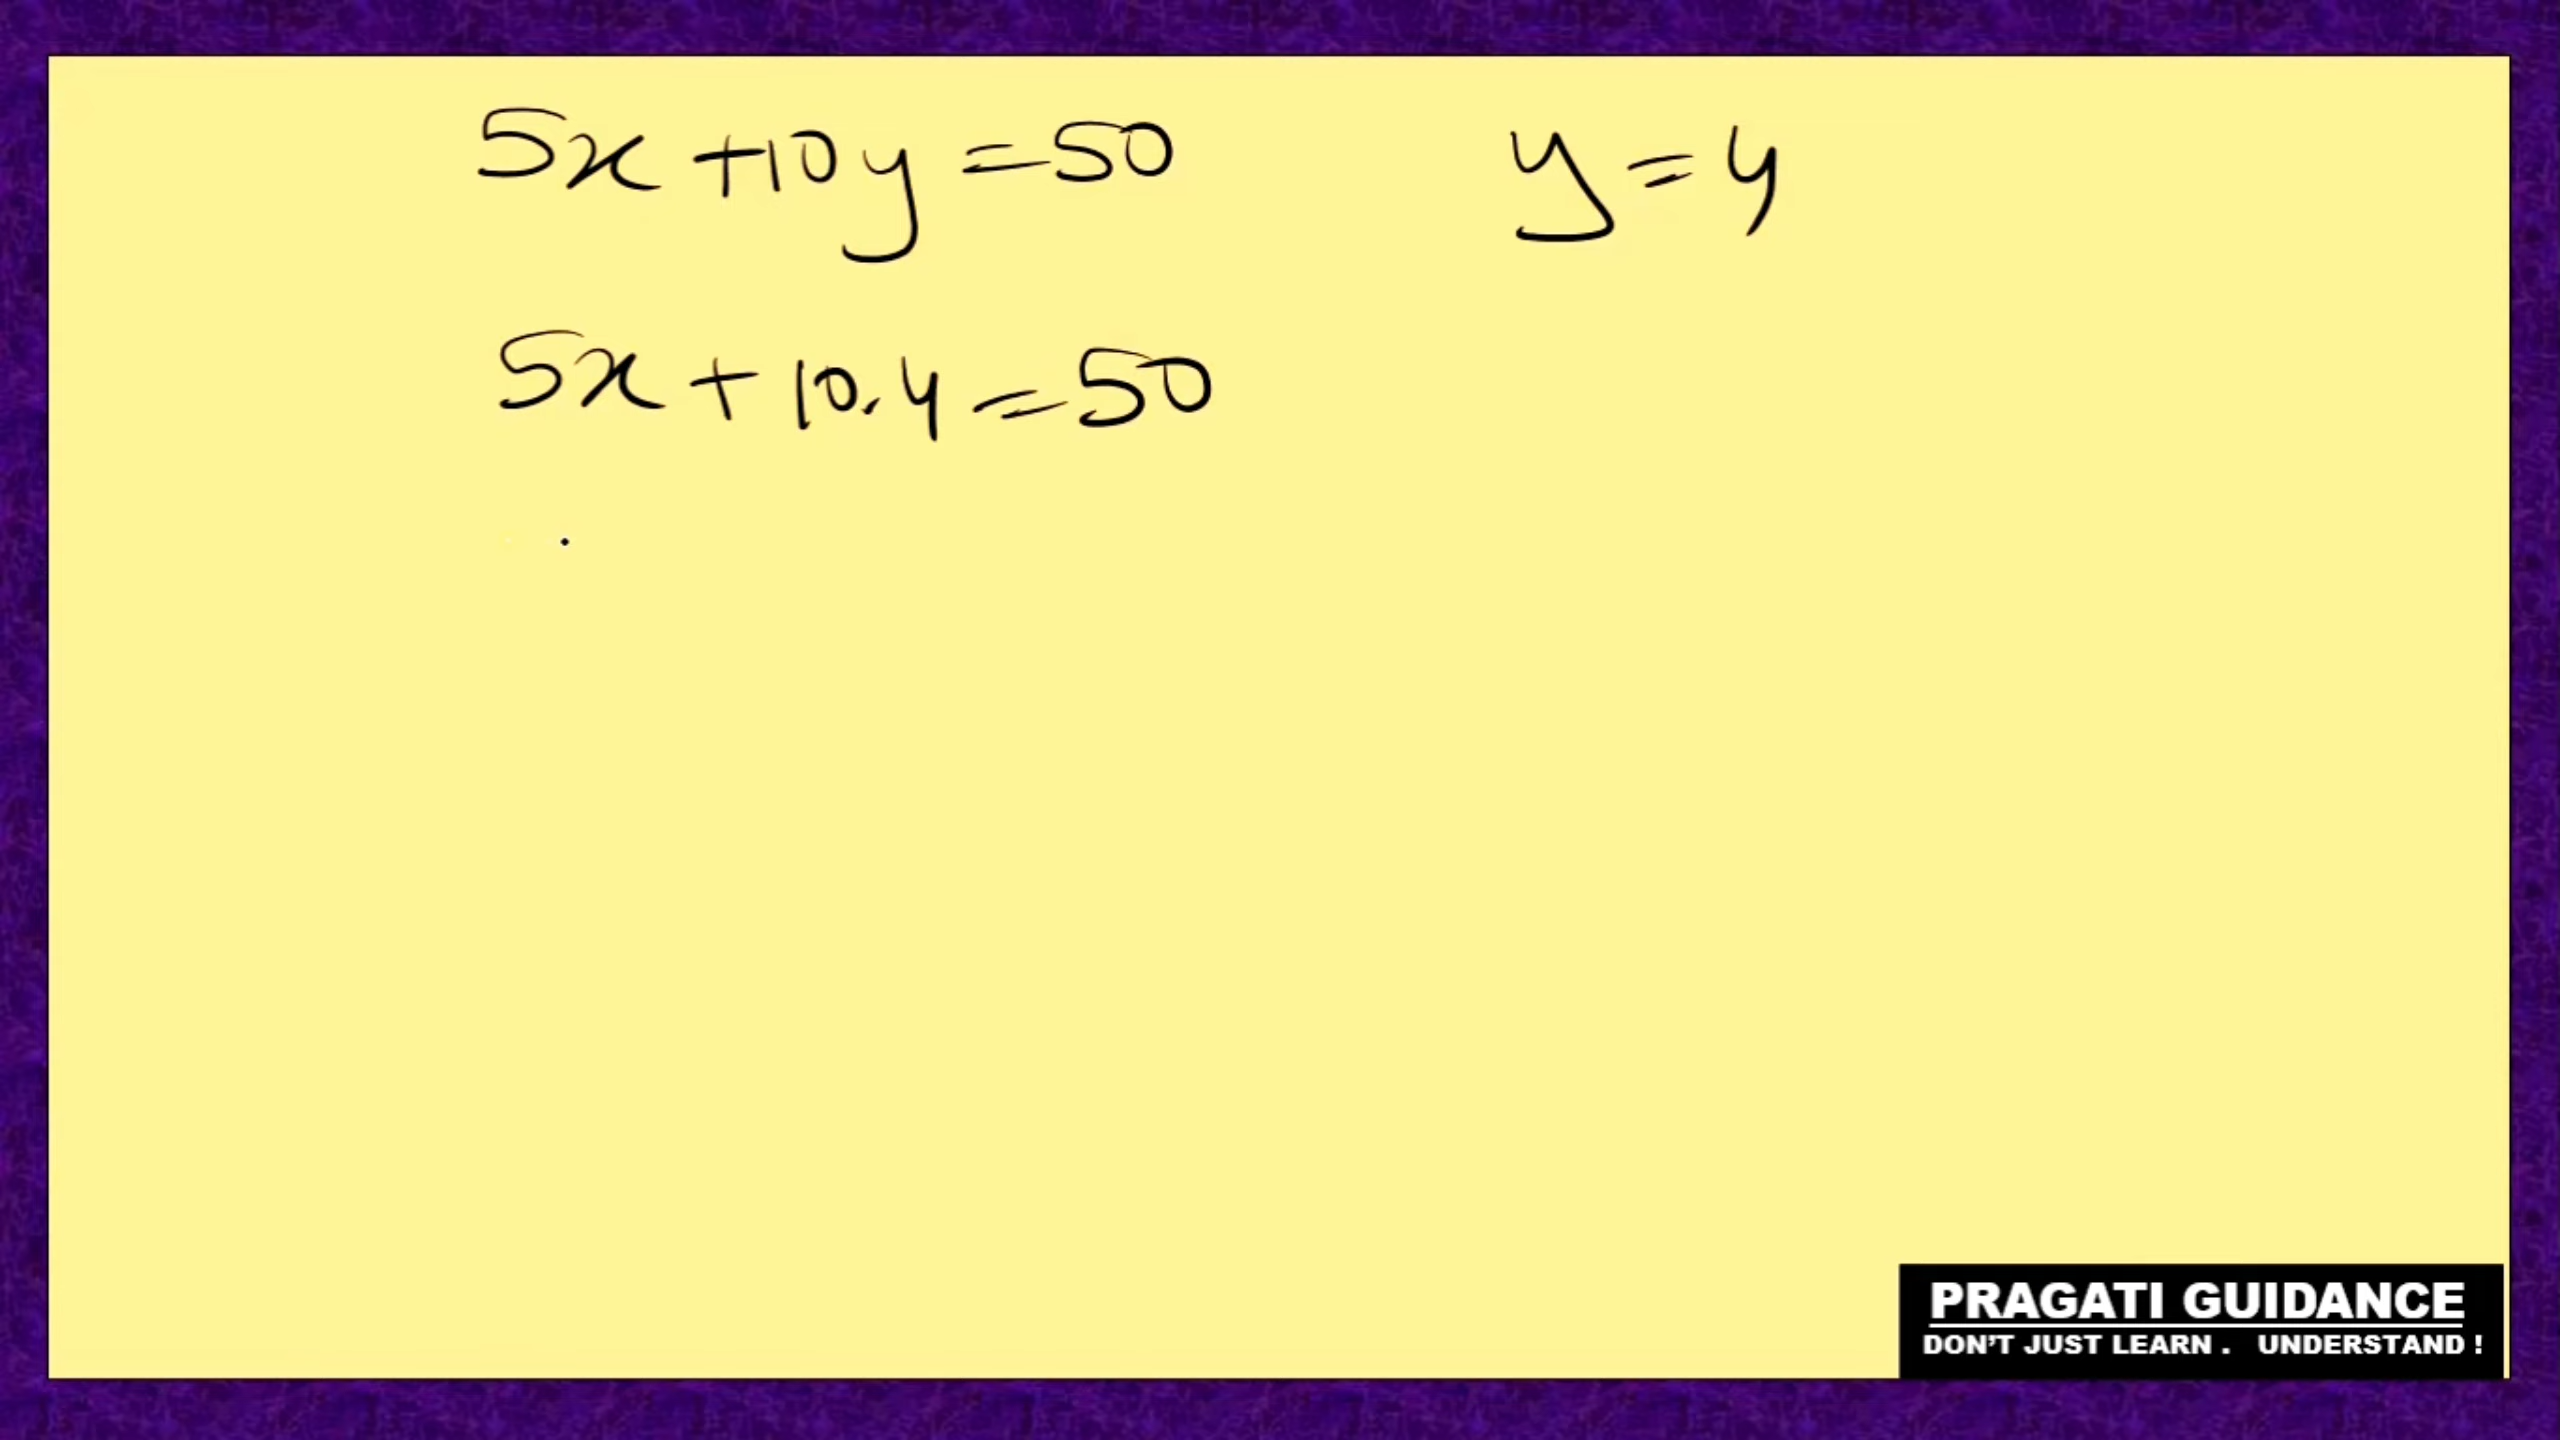 5x + 10y = 50
y = 4
5x + 10.4 = 50
PRAGATI GUIDANCE
DON'T JUST LEARN . UNDERSTAND !